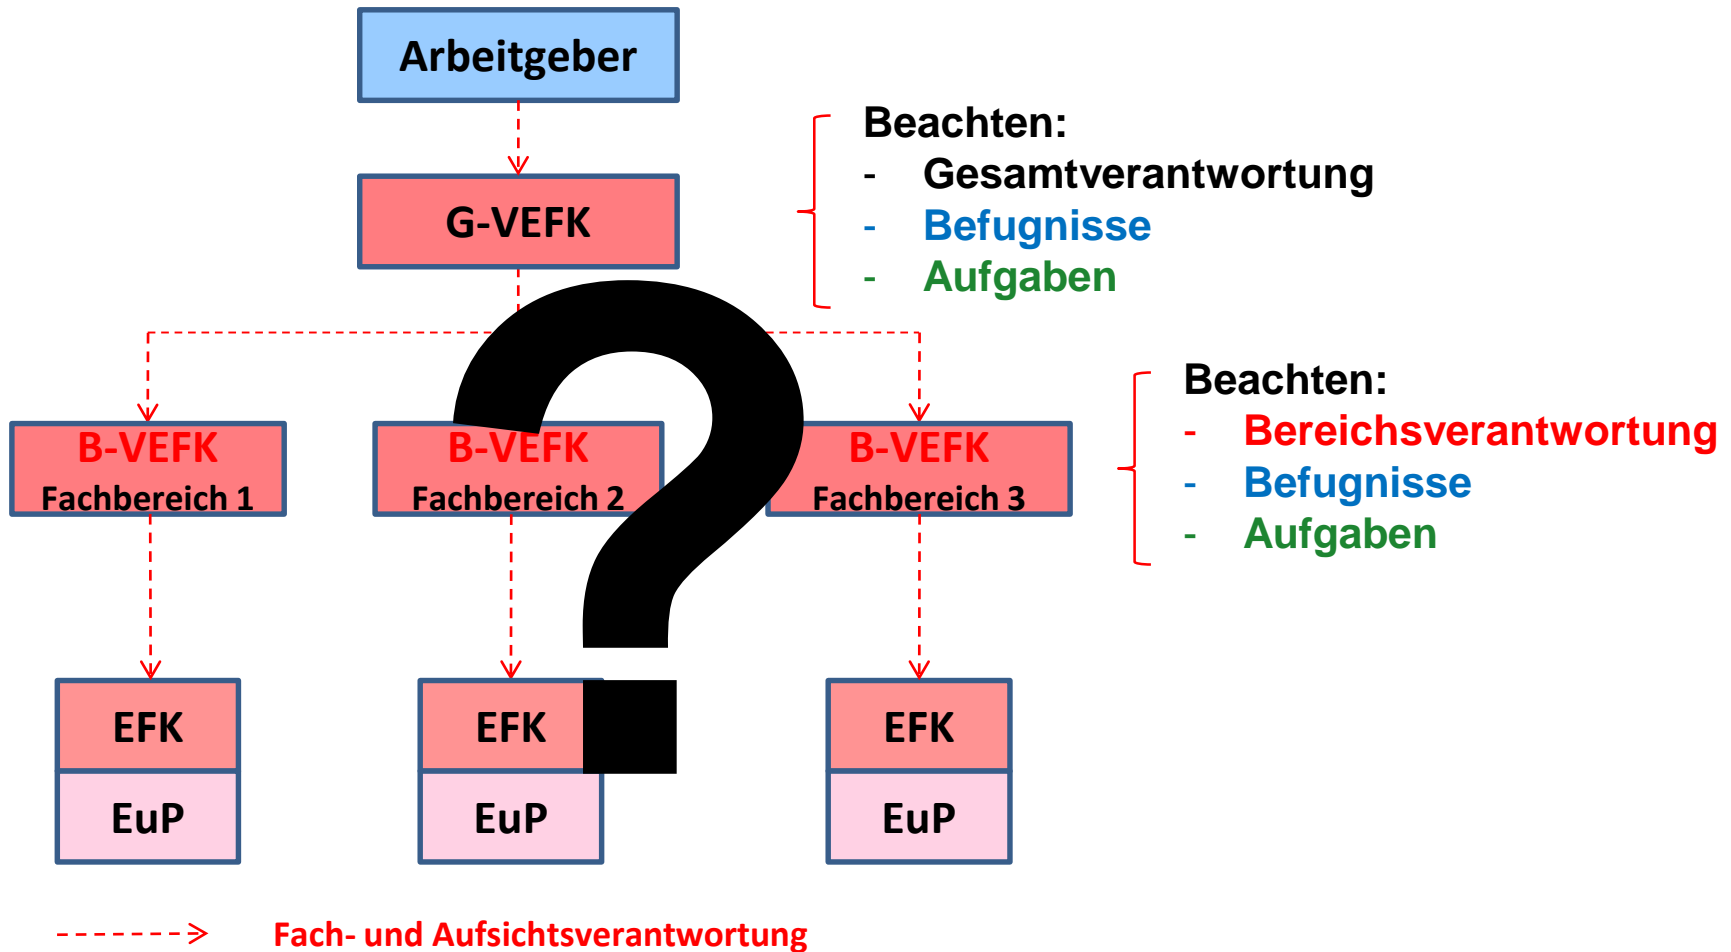 Arbeitgeber
G-VEFK
Beachten:
- Gesamtverantwortung
- Befugnisse
- Aufgaben
B-VEFK
Fachbereich 1
B-VEFK
Fachbereich 2
B-VEFK
Fachbereich 3
Beachten:
- Bereichsverantwortung
- Befugnisse
- Aufgaben
EFK
EuP
EFK
EuP
EFK
EuP
?
Fach- und Aufsichtsverantwortung